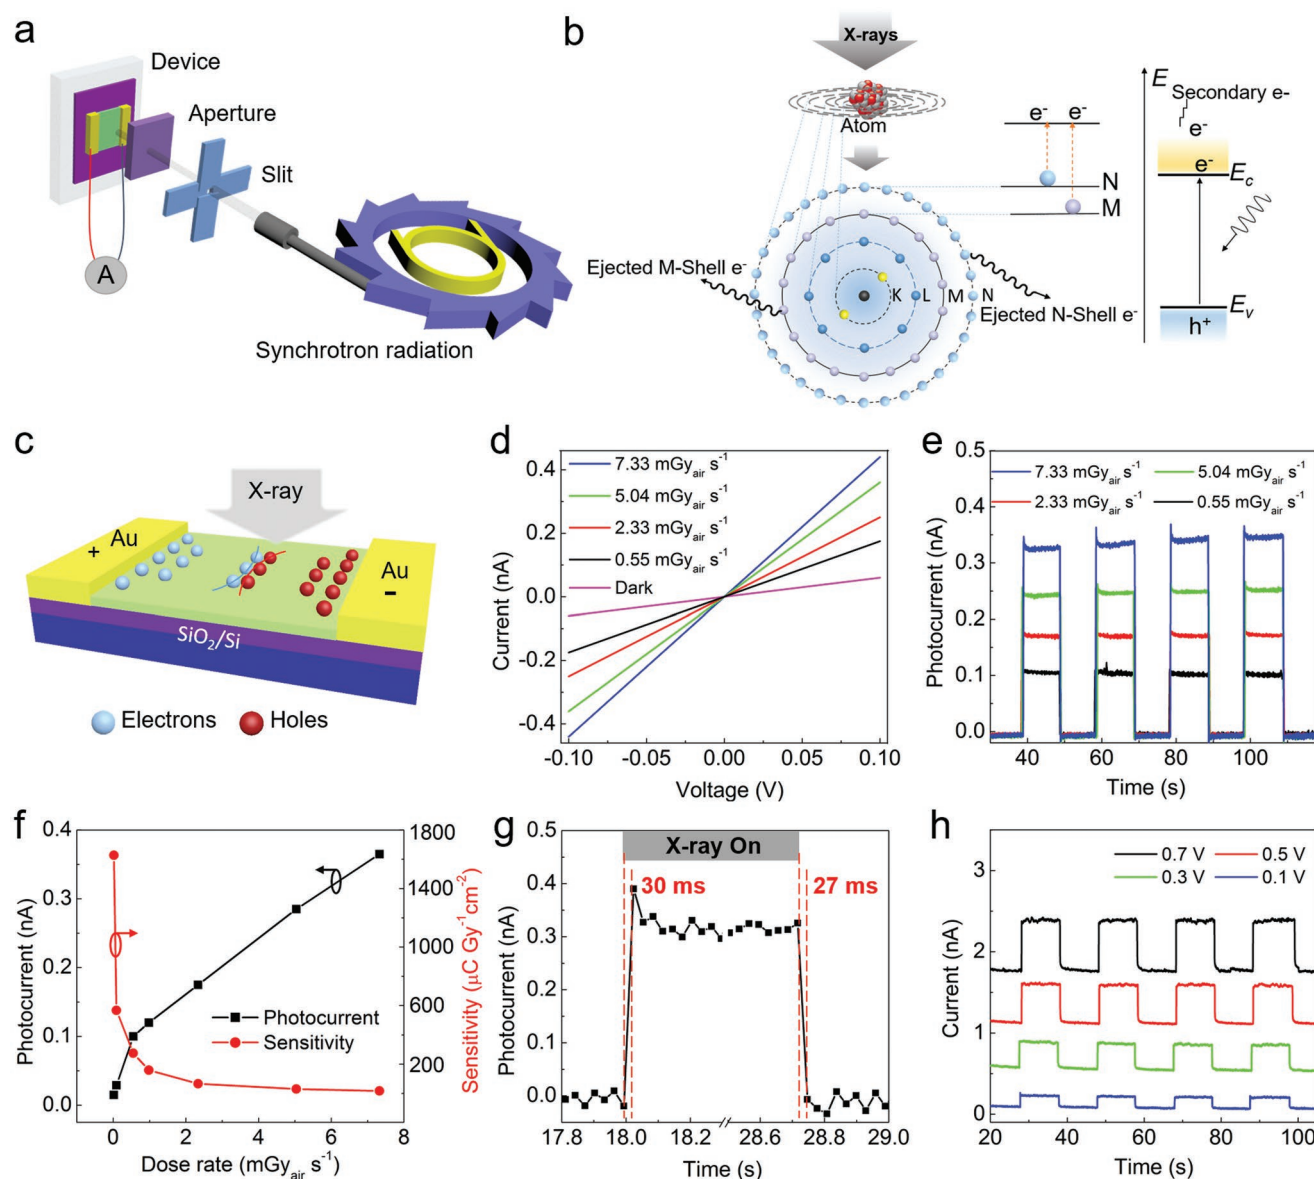 a
Device
Aperture
Slit
A
Synchrotron radiation
b
X-rays
Atom
e⁻ e⁻
N
M
Ejected M-Shell e⁻
K L M N
Ejected N-Shell e⁻
E
Secondary e-
e⁻
e⁻
E_c
E_v
h⁺
c
X-ray
+ Au
Au
-
SiO₂/Si
Electrons Holes
d
7.33 mGy_air s⁻¹
5.04 mGy_air s⁻¹
2.33 mGy_air s⁻¹
0.55 mGy_air s⁻¹
Dark
Current (nA)
0.4
0.2
0.0
-0.2
-0.4
-0.10 -0.05 0.00 0.05 0.10
Voltage (V)
e
7.33 mGy_air s⁻¹ 5.04 mGy_air s⁻¹
2.33 mGy_air s⁻¹ 0.55 mGy_air s⁻¹
Photocurrent (nA)
0.5
0.4
0.3
0.2
0.1
0.0
40 60 80 100
Time (s)
f
Photocurrent (nA)
0.4
0.3
0.2
0.1
0.0
Photocurrent
Sensitivity
1800
1400
1000
600
200
Sensitivity (μC Gy⁻¹cm⁻²)
0 2 4 6 8
Dose rate (mGy_air s⁻¹)
g
X-ray On
30 ms 27 ms
Photocurrent (nA)
0.5
0.4
0.3
0.2
0.1
0.0
17.8 18.0 18.2 28.6 28.8 29.0
Time (s)
h
0.7 V 0.5 V
0.3 V 0.1 V
Current (nA)
3
2
1
0
20 40 60 80 100
Time (s)